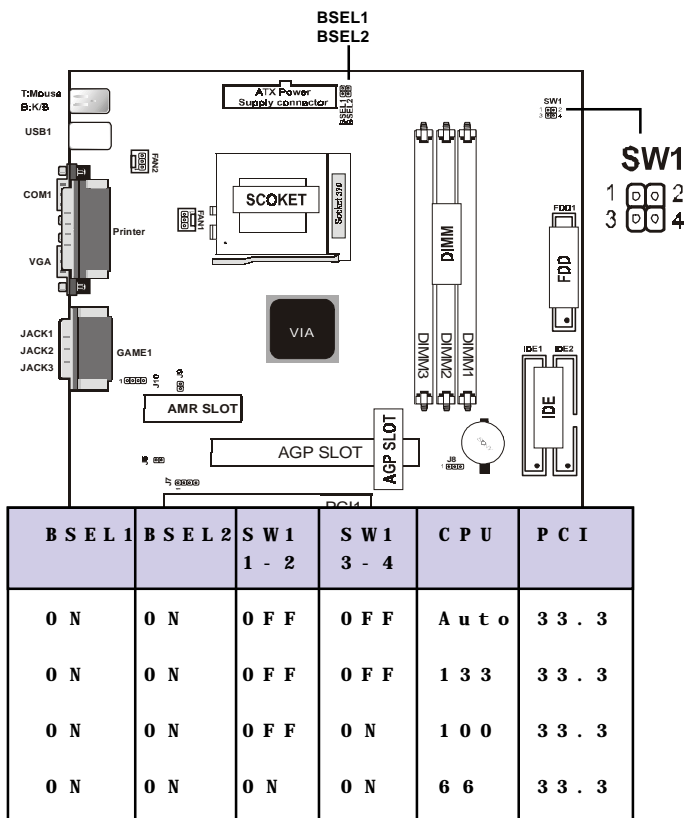 BSEL1
BSEL2
T:Mouse
B:K/B
ATX Power
Supply connector
BSEL1
BSEL2
SW1
1 2
3 4
USB1
FAN2
SW1
1 2
3 4
COM1
SCOKET
Socket 370
FAN1
Printer
DIMM
FDD1
FDD
VGA
VIA
JACK1
JACK2
JACK3
GAME1
DIMM3
DIMM2
DIMM1
IDE1 IDE2
IDE
1
J10
J9
AMR SLOT
AGP SLOT
AGP SLOT
J8
1
J7
PCI1
BSEL1 BSEL2 SW1 1-2 SW1 3-4 CPU PCI
ON ON OFF OFF Auto 33.3
ON ON OFF OFF 133 33.3
ON ON OFF ON 100 33.3
ON ON ON ON 66 33.3